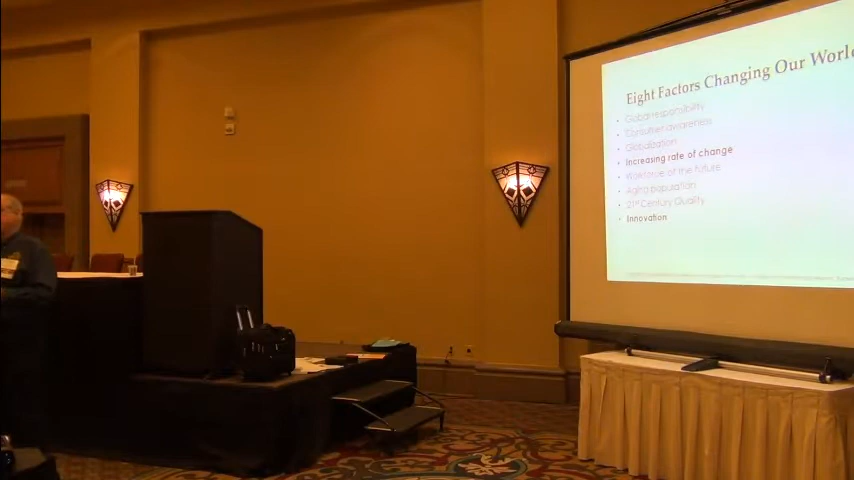 Eight Factors Changing Our World
• Global responsibility
• Consumer awareness
• Globalization
• Increasing rate of change
• Workforce of the future
• Aging population
• 21st Century Quality
• Innovation